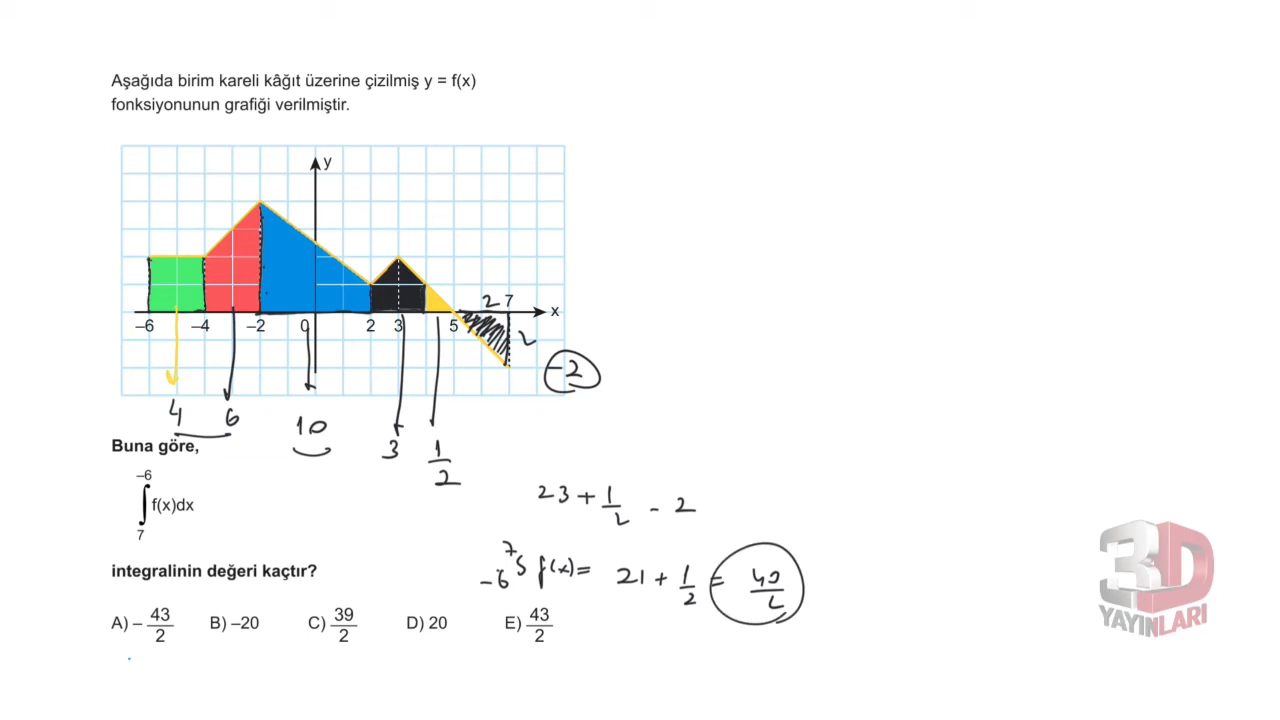 Aşağıda birim kareli kâğıt üzerine çizilmiş y = f(x)
fonksiyonunun grafiği verilmiştir.
y
2 7
x
–6 –4 –2 0 2 3 5
2
–2
4 6 10 3 1/2
Buna göre,
–6
∫ f(x)dx
7
23 + 1/2 - 2
integralinin değeri kaçtır?
7
∫ f(x) = 21 + 1/2 =
-6
A) – 43/2 B) –20 C) 39/2 D) 20 E) 43/2
3D
YAYINLARI